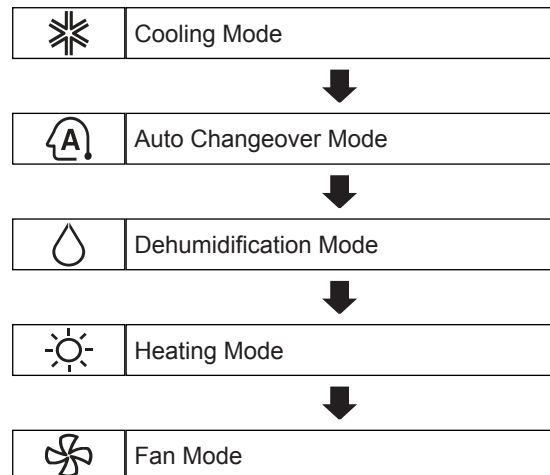 Cooling Mode
A
Auto Changeover Mode
Dehumidification Mode
Heating Mode
Fan Mode